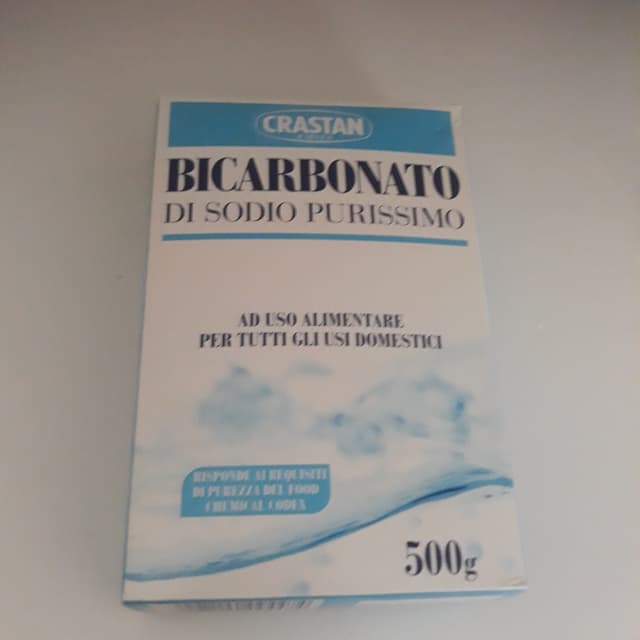 CRASTAN
BICARBONATO
DI SODIO PURISSIMO
AD USO ALIMENTARE
PER TUTTI GLI USI DOMESTICI
RISPONDE AI REQUISITI
DI PUREZZA DEL FOOD
CHEMICAL CODEX
500g